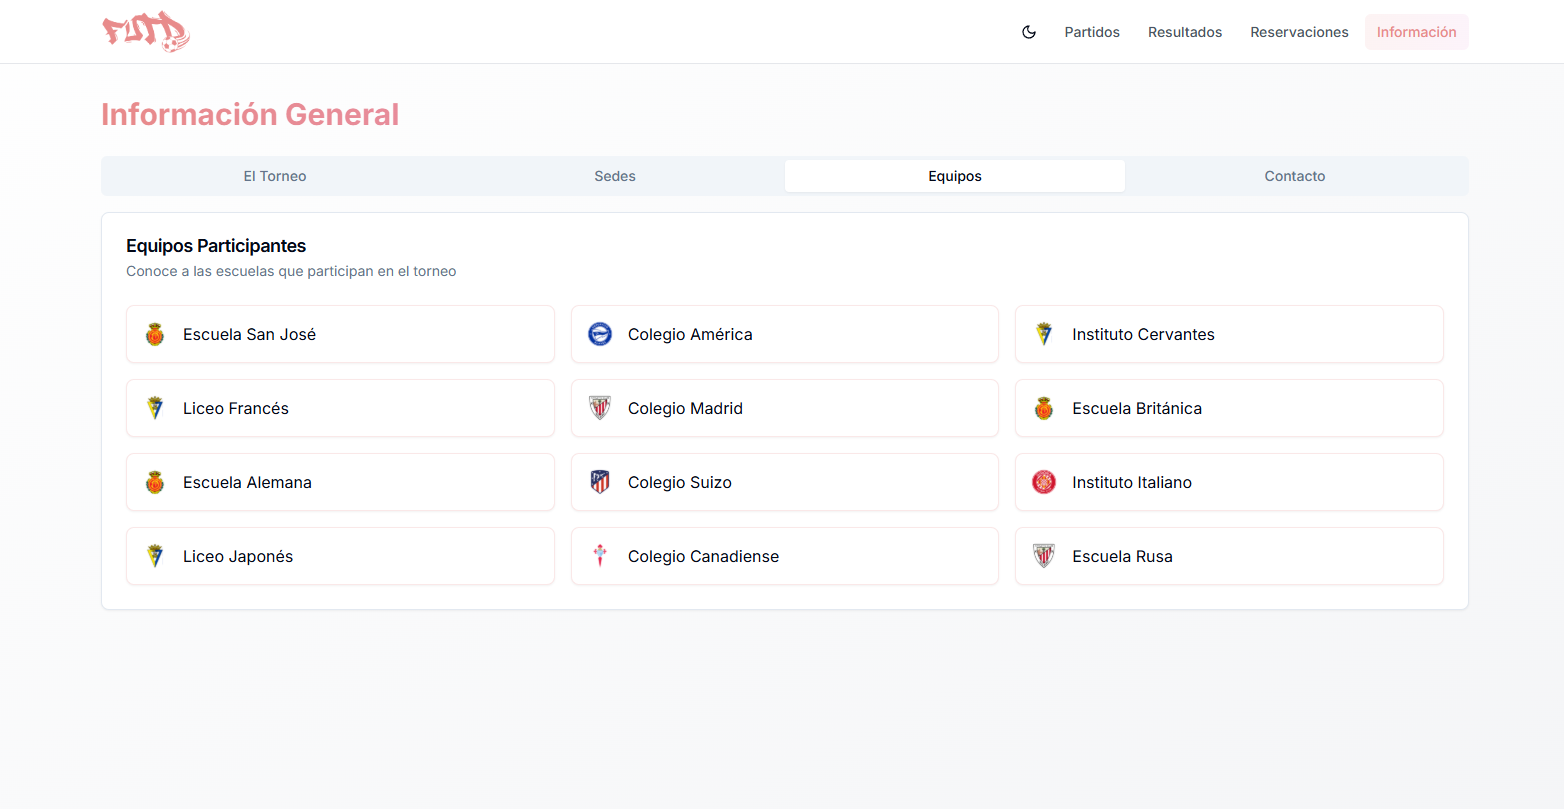 FUTD
Partidos
Resultados
Reservaciones
Información
Información General
El Torneo
Sedes
Equipos
Contacto
Equipos Participantes
Conoce a las escuelas que participan en el torneo
Escuela San José
Colegio América
Instituto Cervantes
Liceo Francés
Colegio Madrid
Escuela Británica
Escuela Alemana
Colegio Suizo
Instituto Italiano
Liceo Japonés
Colegio Canadiense
Escuela Rusa